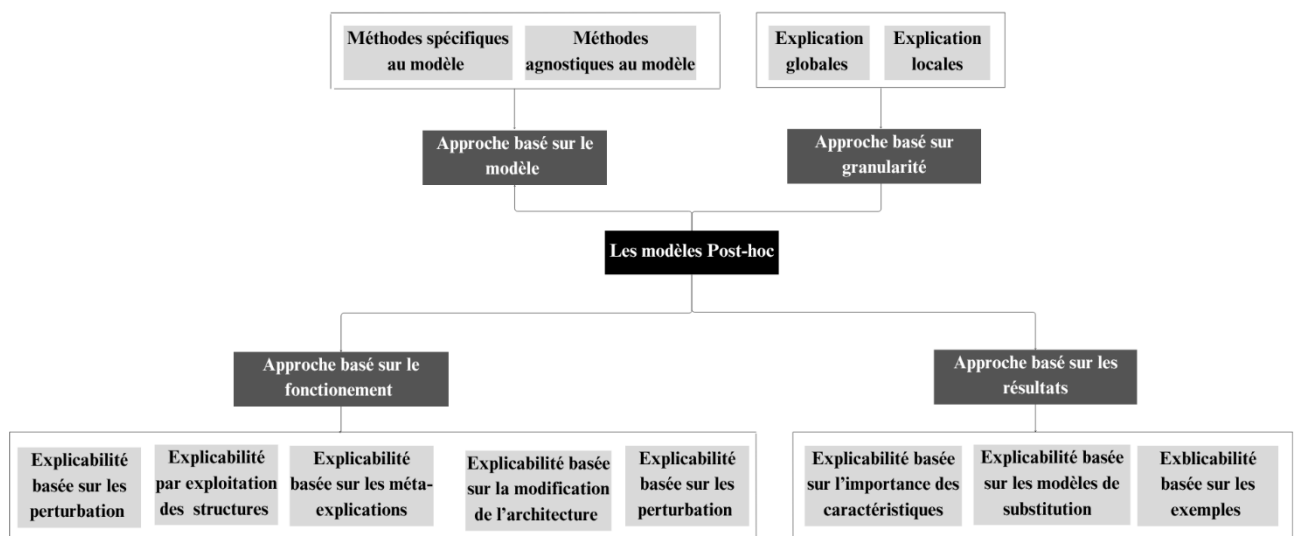 Méthodes spécifiques
au modèle
Méthodes
agnostiques au modèle
Explication
globales
Explication
locales
Approche basé sur le
modèle
Approche basé sur
granularité
Les modèles Post-hoc
Approche basé sur le
fonctionement
Approche basé sur les
résultats
Explicabilité
basée sur les
perturbation
Explicabilité
par exploitation
des structures
Explicabilité
basée sur les méta-
explications
Explicabilité basée
sur la modification
de l'architecture
Explicabilité
basée sur les
perturbation
Explicabilité basée
sur l'importance des
caractéristiques
Explicabilité basée
sur les modèles de
substitution
Exblicabilité
basée sur les
exemples